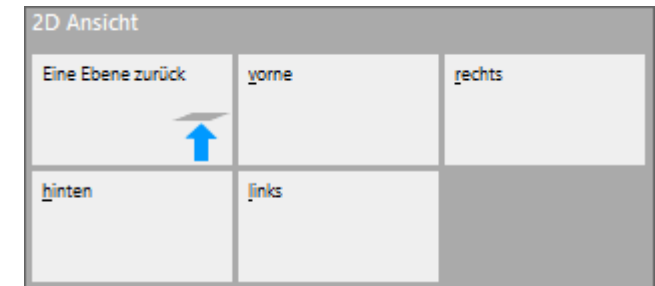 2D Ansicht
Eine Ebene zurück
vorne
rechts
hinten
links